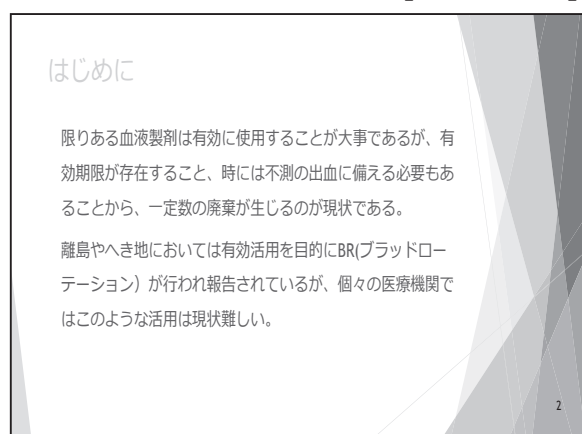 はじめに
限りある血液製剤は有効に使用することが大事であるが、有
効期限が存在すること、時には不測の出血に備える必要もあ
ることから、一定数の廃棄が生じるのが現状である。
離島やへき地においては有効活用を目的にBR(ブラッドロー
テーション）が行われ報告されているが、個々の医療機関で
はこのような活用は現状難しい。
2